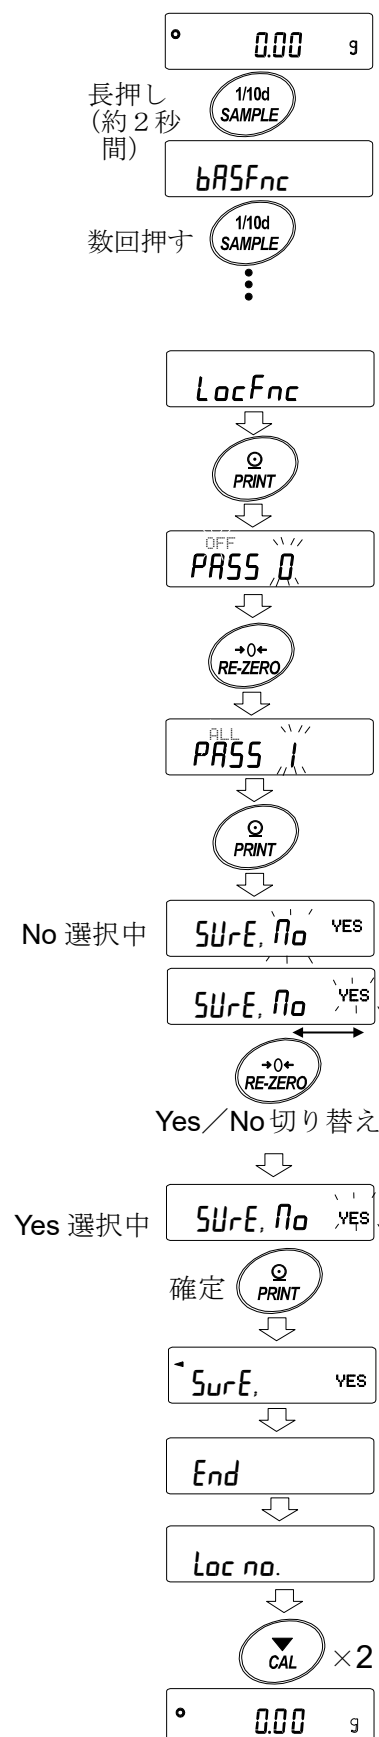 0.00 g
長押し
(約２秒
間)
1/10d
SAMPLE
bASFnc
数回押す
1/10d
SAMPLE
LocFnc
PRINT
OFF
PASS 0
→0←
RE-ZERO
ALL
PASS 1
PRINT
No 選択中
SUrE, No YES
SUrE, No YES
→0←
RE-ZERO
Yes／No 切り替え
Yes 選択中
SUrE, No YES
確定
PRINT
SurE, YES
End
Loc no.
CAL
×2
0.00 g